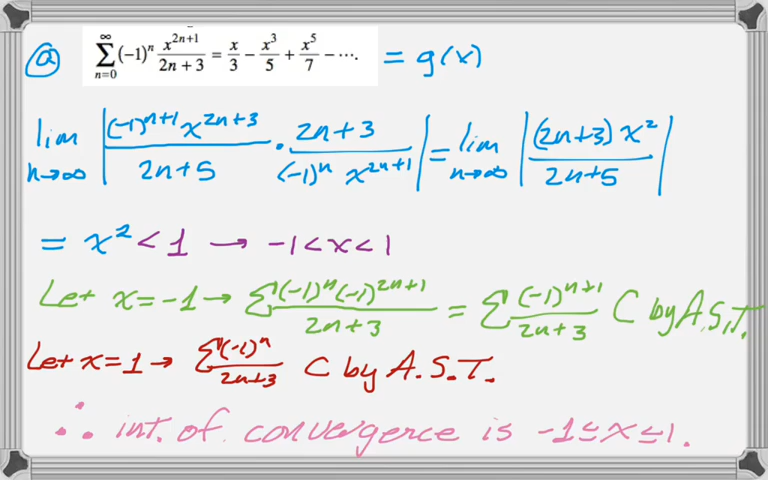 (a) ∑_{n=0}^{∞} (-1)^n x^{2n+1}/(2n+3) = x/3 - x^3/5 + x^5/7 - .... = g(x)
lim_{n→∞} |(-1)^{n+1} x^{2n+3}/(2n+5) · (2n+3)/((-1)^n x^{2n+1})| = lim_{n→∞} |(2n+3)x^2/(2n+5)|
= x^2 < 1 → -1 < x < 1
Let x = -1 → ∑ (-1)^n (-1)^{2n+1}/(2n+3) = ∑ (-1)^{n+1}/(2n+3) C by A.S.T.
Let x = 1 → ∑ (-1)^n/(2n+3) C by A.S.T.
∴ int. of. convergence is -1 ≤ x ≤ 1.